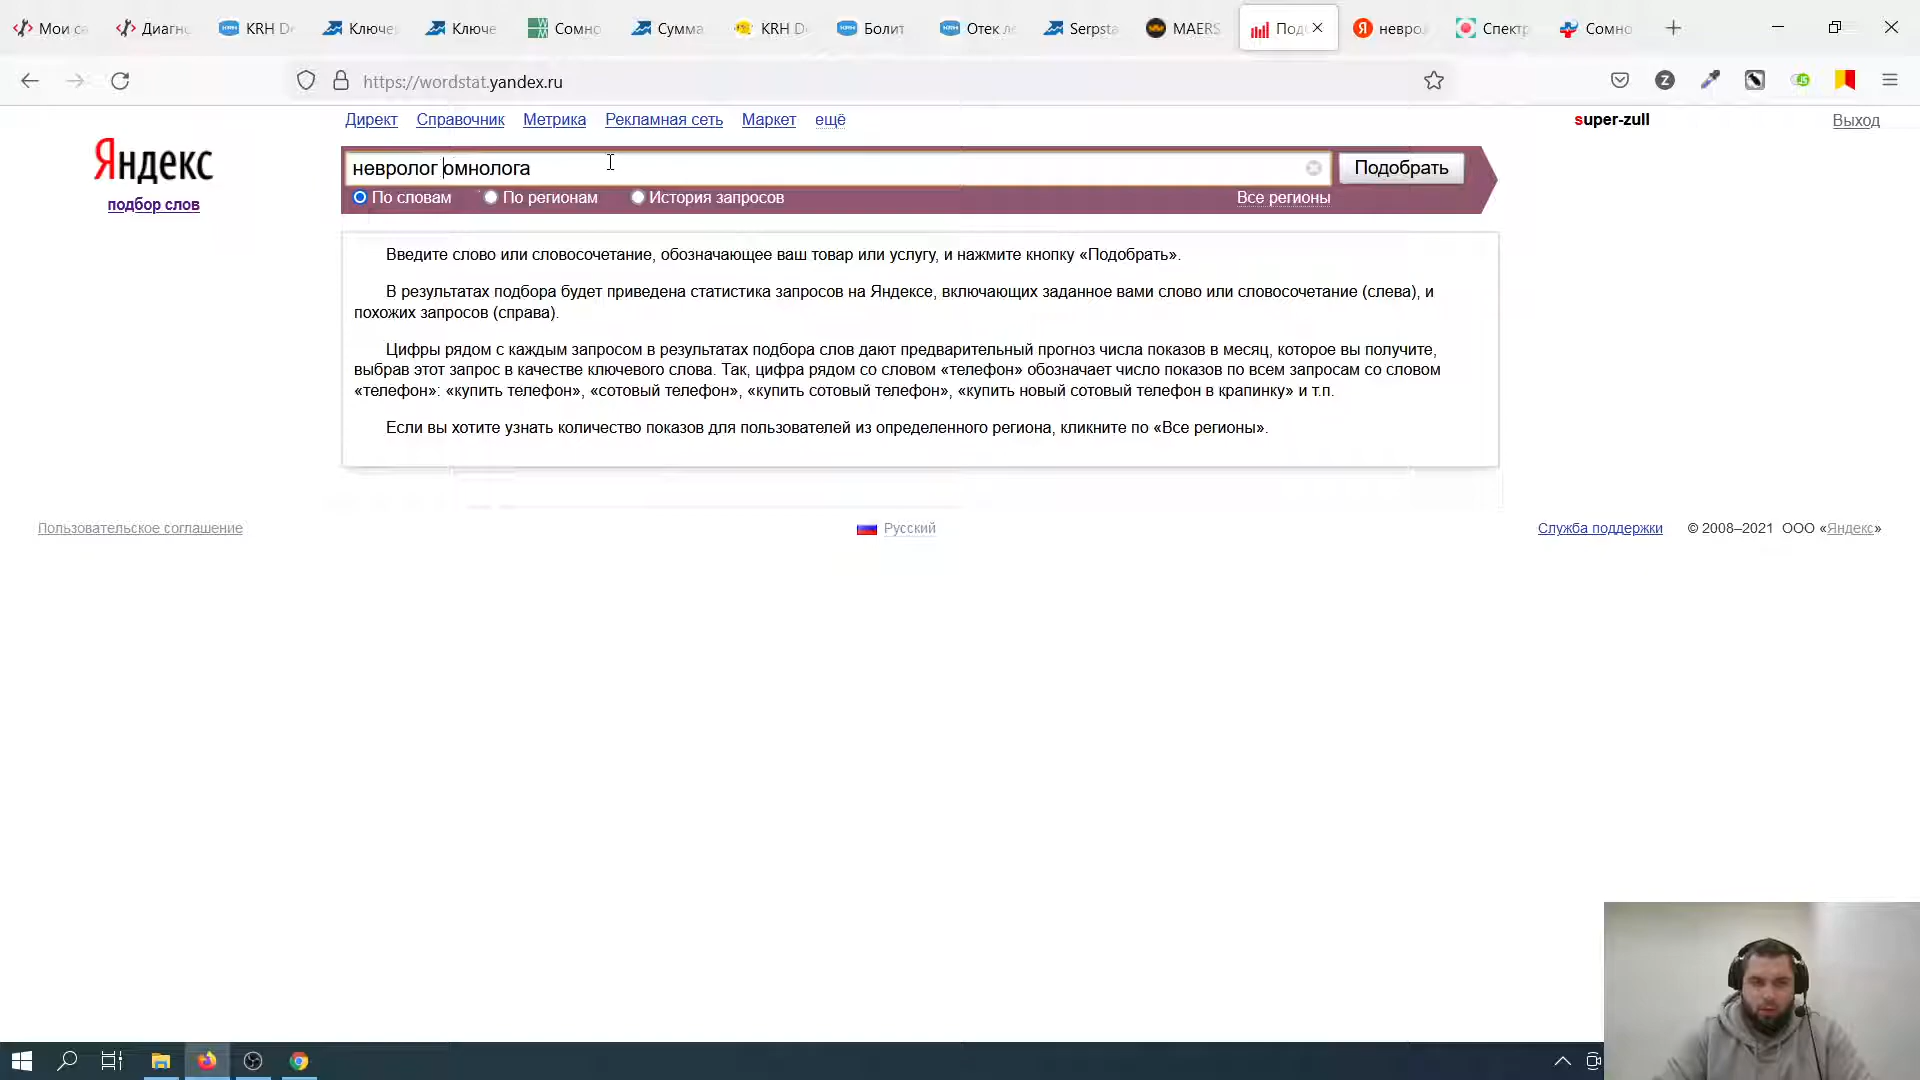 Мои са
Диагно
KRH De
Ключе
Ключе
Сомно
Сумма
KRH De
Болит
Отек ле
Serpsta
MAERS
Под
невро
Спектр
Сомно
https://wordstat.yandex.ru
Директ Справочник Метрика Рекламная сеть Маркет ещё
super-zull
Выход
Яндекс
подбор слов
невролог омнолога
Подобрать
По словам По регионам История запросов
Все регионы
Введите слово или словосочетание, обозначающее ваш товар или услугу, и нажмите кнопку «Подобрать».
В результатах подбора будет приведена статистика запросов на Яндексе, включающих заданное вами слово или словосочетание (слева), и
похожих запросов (справа).
Цифры рядом с каждым запросом в результатах подбора слов дают предварительный прогноз числа показов в месяц, которое вы получите,
выбрав этот запрос в качестве ключевого слова. Так, цифра рядом со словом «телефон» обозначает число показов по всем запросам со словом
«телефон»: «купить телефон», «сотовый телефон», «купить сотовый телефон», «купить новый сотовый телефон в крапинку» и т.п.
Если вы хотите узнать количество показов для пользователей из определенного региона, кликните по «Все регионы».
Пользовательское соглашение
Русский
Служба поддержки
© 2008–2021 ООО «Яндекс»